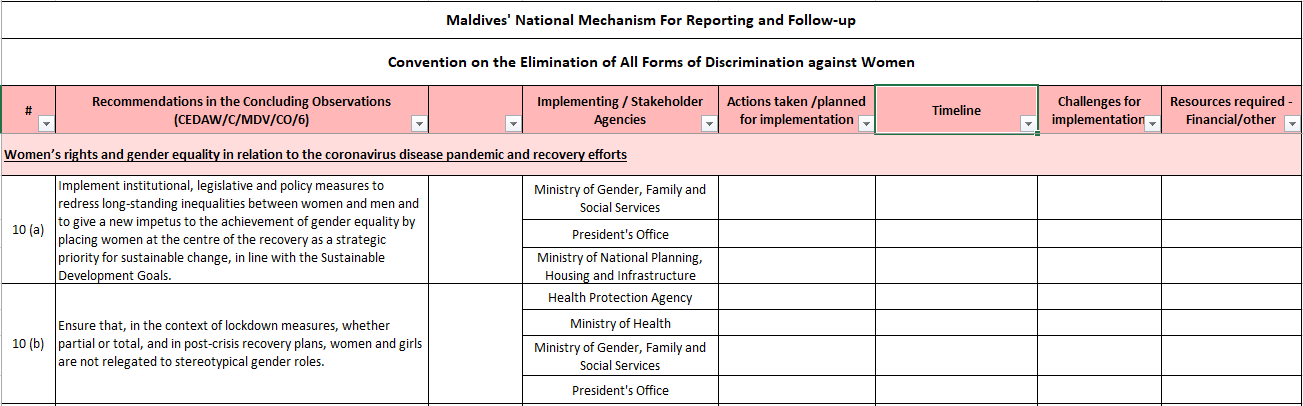 Maldives' National Mechanism For Reporting and Follow-up
Convention on the Elimination of All Forms of Discrimination against Women
#
Recommendations in the Concluding Observations
(CEDAW/C/MDV/CO/6)
Implementing / Stakeholder
Agencies
Actions taken /planned
for implementation
Timeline
Challenges for
implementation
Resources required -
Financial/other
Women's rights and gender equality in relation to the coronavirus disease pandemic and recovery efforts
10 (a)
Implement institutional, legislative and policy measures to
redress long-standing inequalities between women and men and
to give a new impetus to the achievement of gender equality by
placing women at the centre of the recovery as a strategic
priority for sustainable change, in line with the Sustainable
Development Goals.
Ministry of Gender, Family and
Social Services
President's Office
Ministry of National Planning,
Housing and Infrastructure
10 (b)
Ensure that, in the context of lockdown measures, whether
partial or total, and in post-crisis recovery plans, women and girls
are not relegated to stereotypical gender roles.
Health Protection Agency
Ministry of Health
Ministry of Gender, Family and
Social Services
President's Office